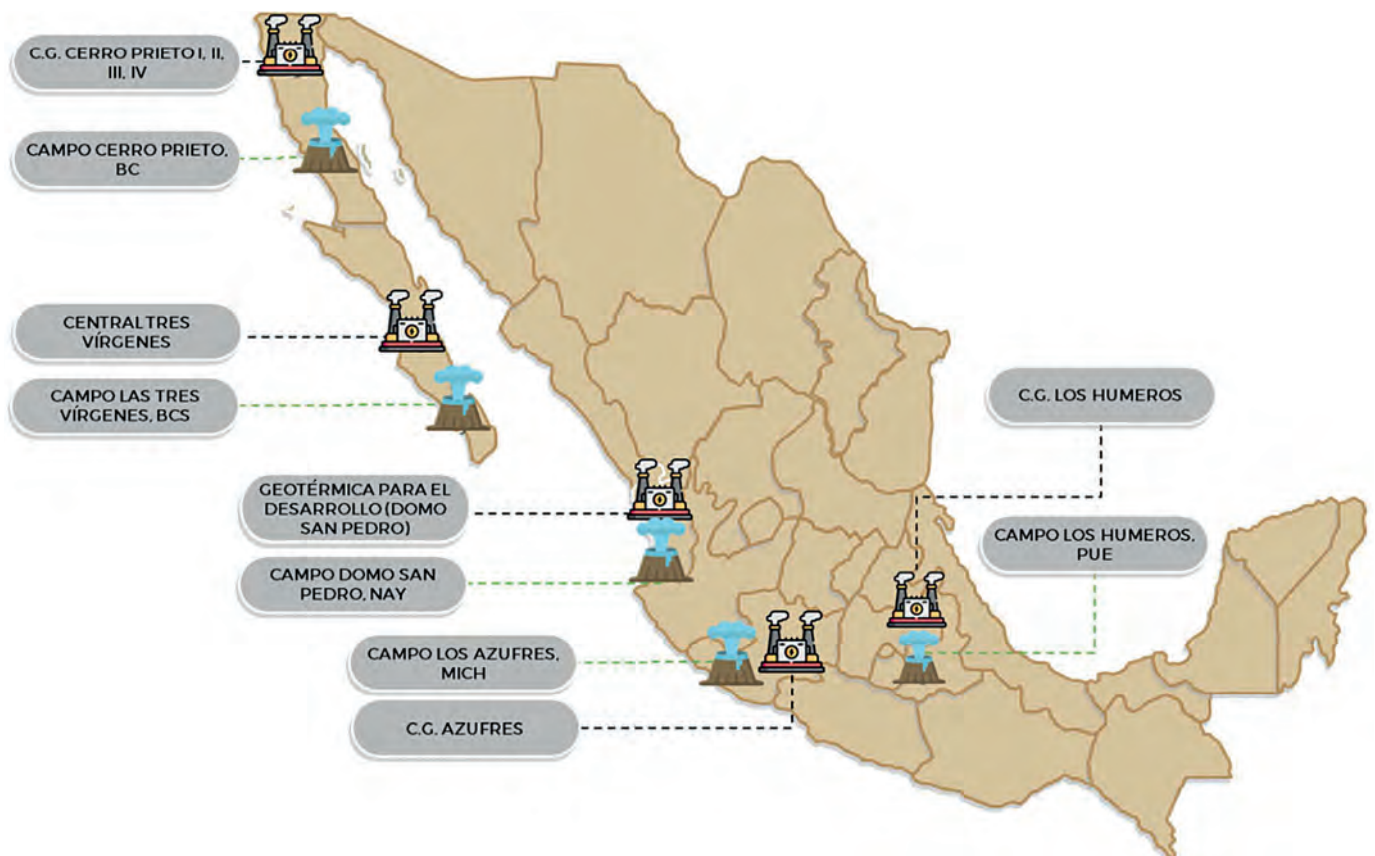 C.G. CERRO PRIETO I, II,
III, IV
CAMPO CERRO PRIETO,
BC
CENTRAL TRES
VÍRGENES
CAMPO LAS TRES
VÍRGENES, BCS
C.G. LOS HUMEROS
GEOTÉRMICA PARA EL
DESARROLLO (DOMO
SAN PEDRO)
CAMPO LOS HUMEROS,
PUE
CAMPO DOMO SAN
PEDRO, NAY
CAMPO LOS AZUFRES,
MICH
C.G. AZUFRES